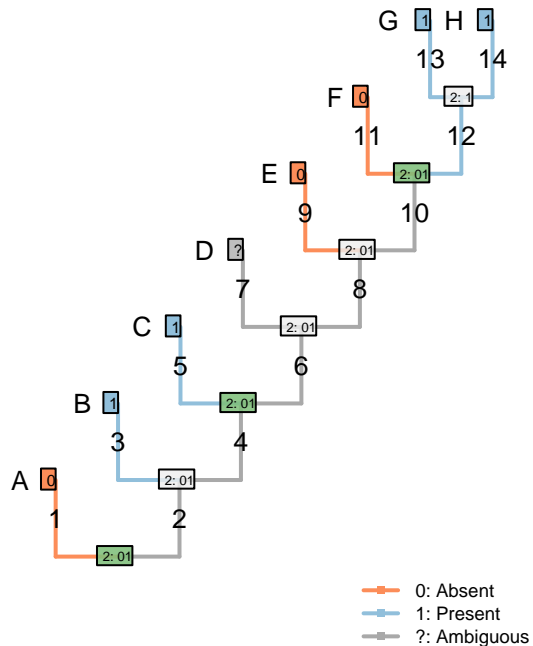 G 1 H 1
13 14
F 0 2: 1
11 12
E 0 2: 01
9 10
D ? 2: 01
7 8
C 1 2: 01
5 6
B 1 2: 01
3 4
A 0 2: 01
1 2
2: 01
0: Absent
1: Present
?: Ambiguous